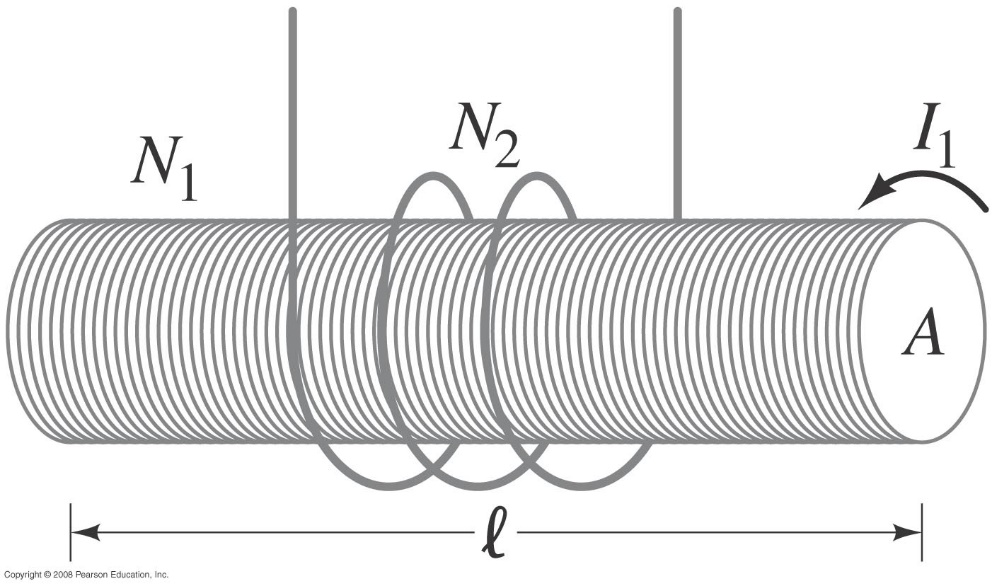 N₂
I₁
N₁
A
ℓ
Copyright © 2008 Pearson Education, Inc.